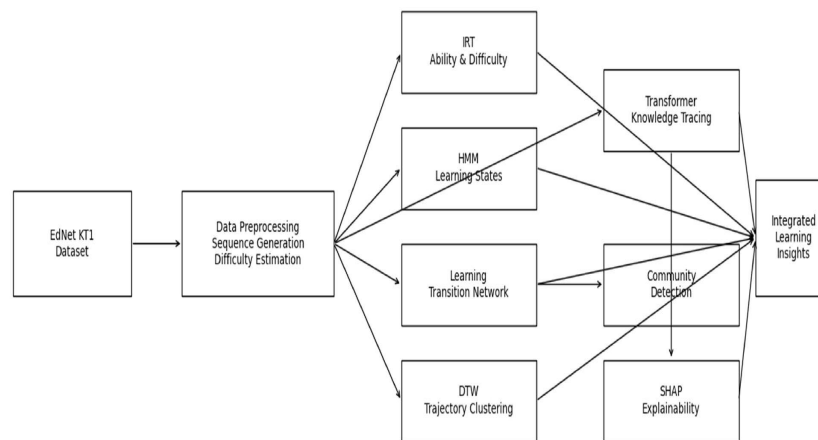 EdNet KT1
Dataset
Data Preprocessing
Sequence Generation
Difficulty Estimation
IRT
Ability & Difficulty
HMM
Learning States
Learning
Transition Network
DTW
Trajectory Clustering
Transformer
Knowledge Tracing
Community
Detection
SHAP
Explainability
Integrated
Learning
Insights